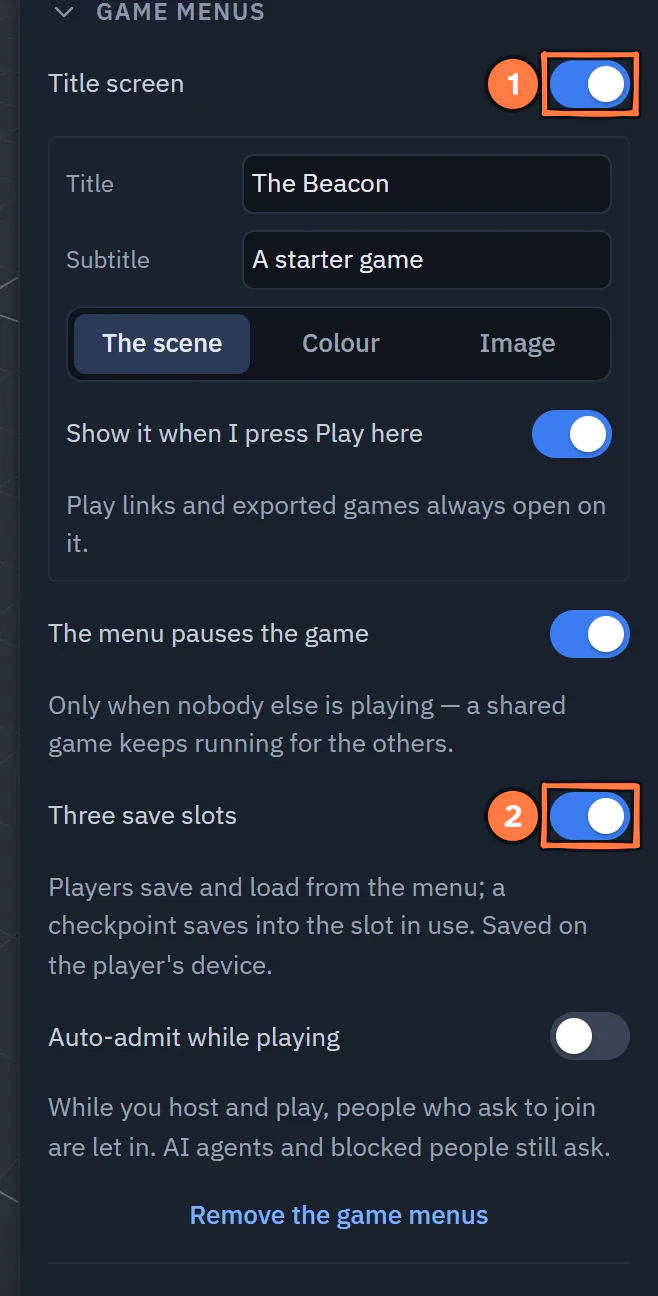 GAME MENUS
Title screen
1
Title
The Beacon
Subtitle
A starter game
The scene
Colour
Image
Show it when I press Play here
Play links and exported games always open on
it.
The menu pauses the game
Only when nobody else is playing — a shared
game keeps running for the others.
Three save slots
2
Players save and load from the menu; a
checkpoint saves into the slot in use. Saved on
the player's device.
Auto-admit while playing
While you host and play, people who ask to join
are let in. AI agents and blocked people still ask.
Remove the game menus